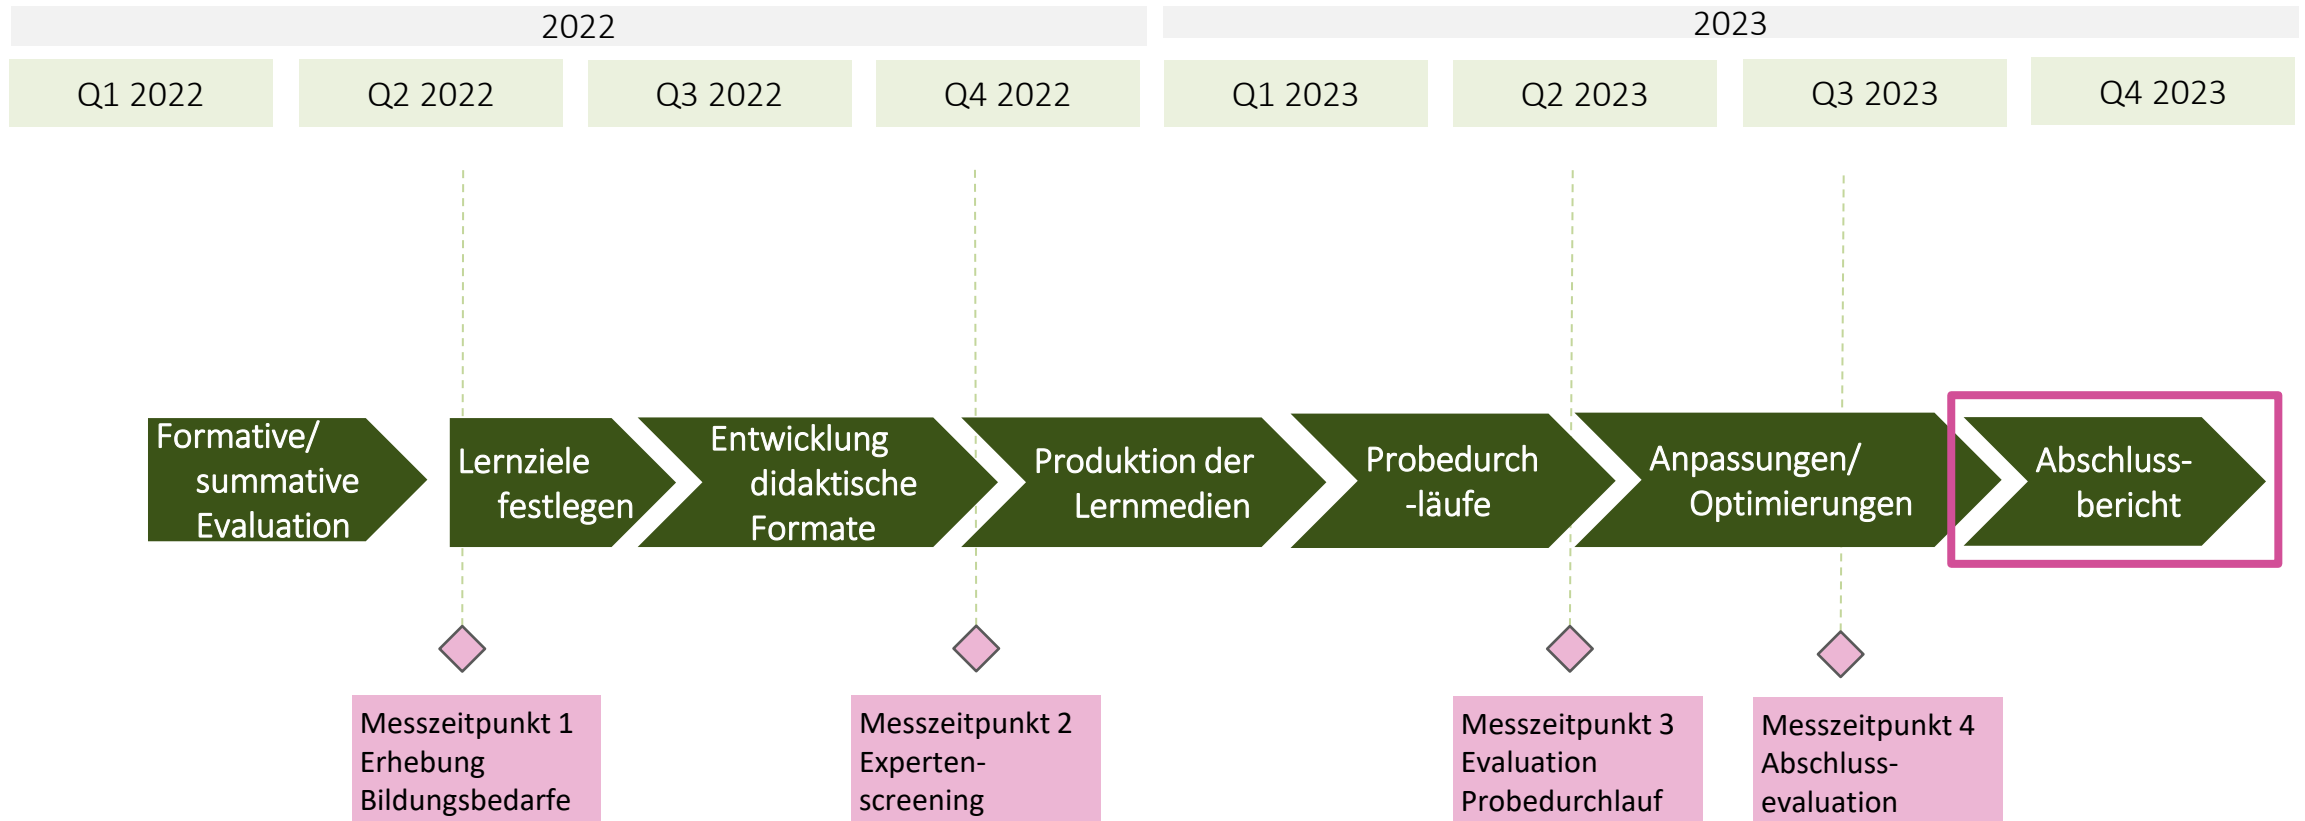 2022
2023
Q1 2022
Q2 2022
Q3 2022
Q4 2022
Q1 2023
Q2 2023
Q3 2023
Q4 2023
Formative/
summative
Evaluation
Lernziele
festlegen
Entwicklung
didaktische
Formate
Produktion der
Lernmedien
Probedurch
-läufe
Anpassungen/
Optimierungen
Abschluss-
bericht
Messzeitpunkt 1
Erhebung
Bildungsbedarfe
Messzeitpunkt 2
Experten-
screening
Messzeitpunkt 3
Evaluation
Probedurchlauf
Messzeitpunkt 4
Abschluss-
evaluation